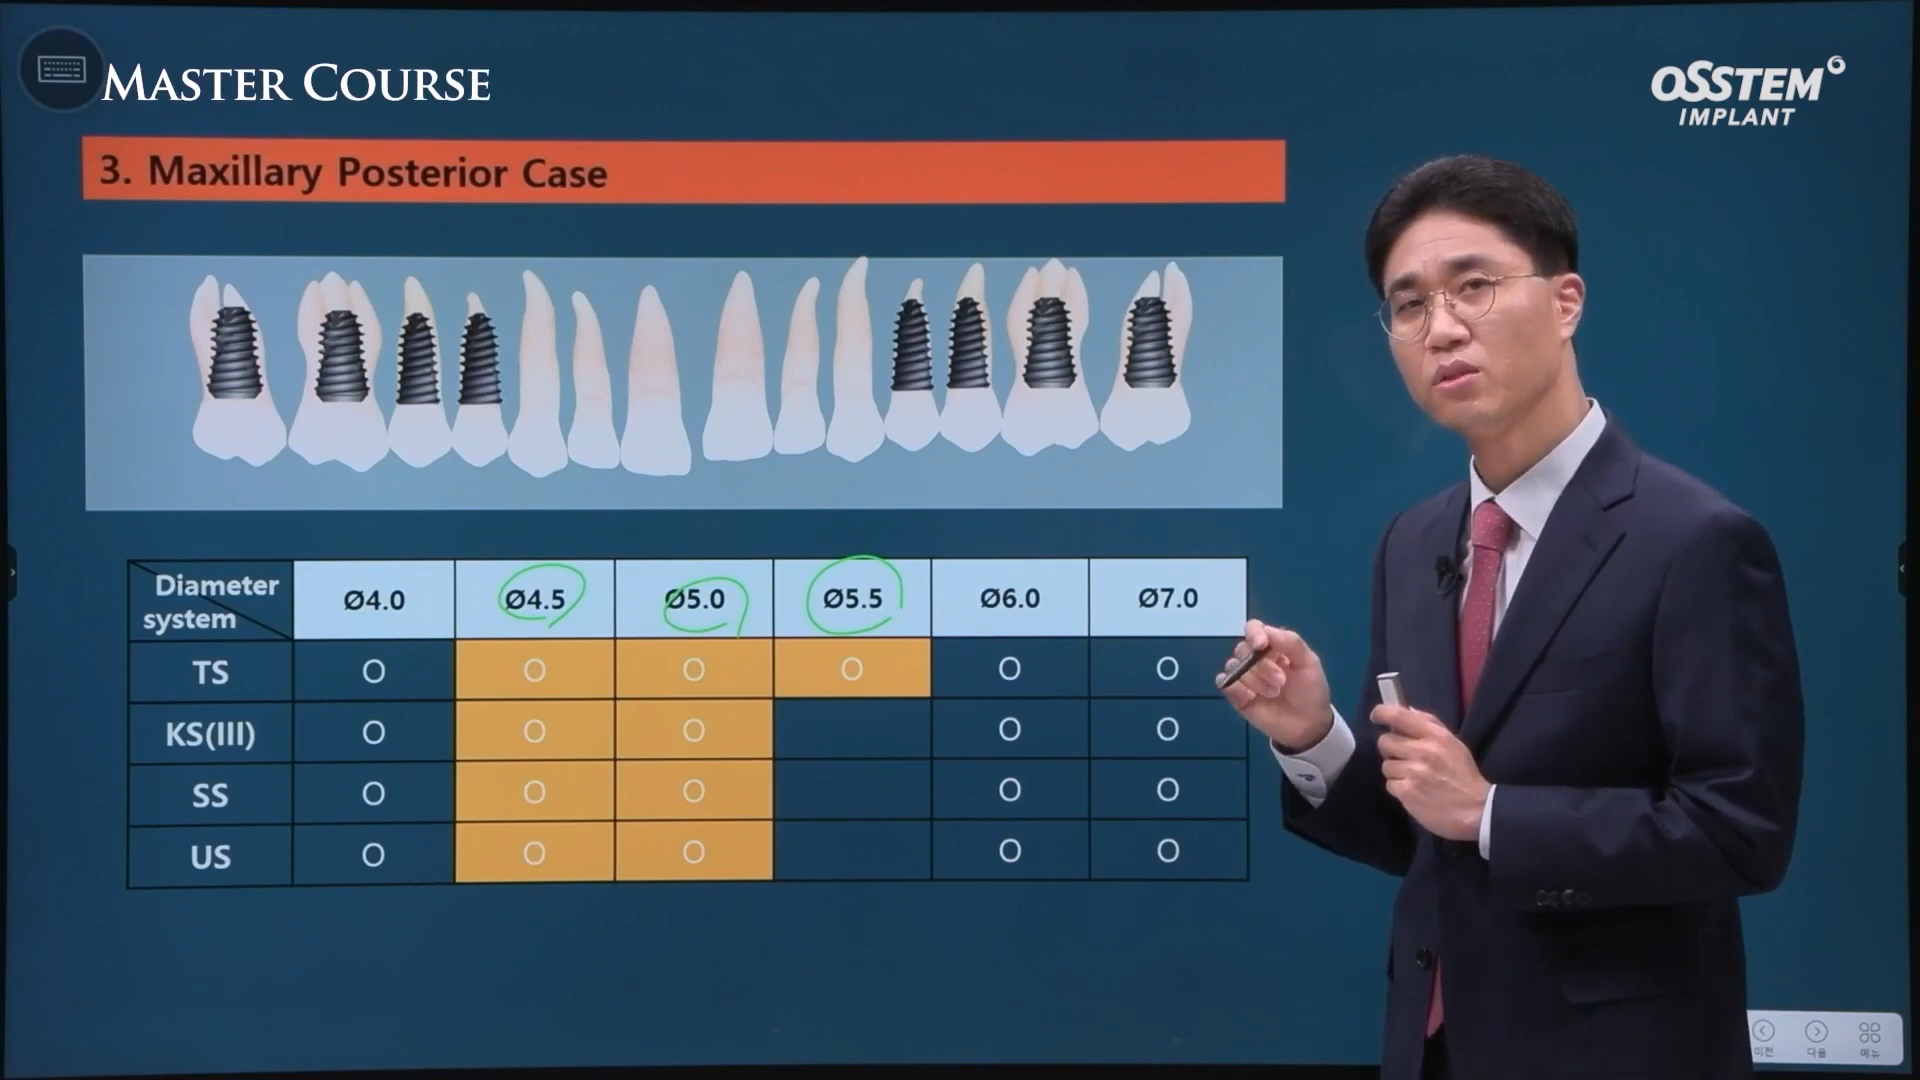 MASTER COURSE
OSSTEM
IMPLANT
3. Maxillary Posterior Case
Diameter
system
Ø4.0 Ø4.5 Ø5.0 Ø5.5 Ø6.0 Ø7.0
TS O O O O O O
KS(III) O O O O O
SS O O O O O
US O O O O O
이전 다음 메뉴